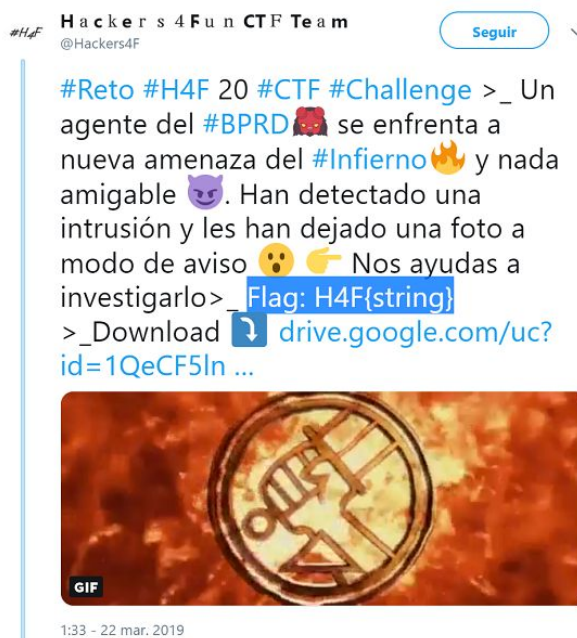 #H4F
Hackers 4Fun CTF Team
@Hackers4F
Seguir
#Reto #H4F 20 #CTF #Challenge >_ Un
agente del #BPRD👹 se enfrenta a
nueva amenaza del #Infierno🔥 y nada
amigable 😈. Han detectado una
intrusión y les han dejado una foto a
modo de aviso 😮 👉 Nos ayudas a
investigarlo>_ Flag: H4F{string}
>_Download ⤵ drive.google.com/uc?
id=1QeCF5ln ...
GIF
1:33 - 22 mar. 2019